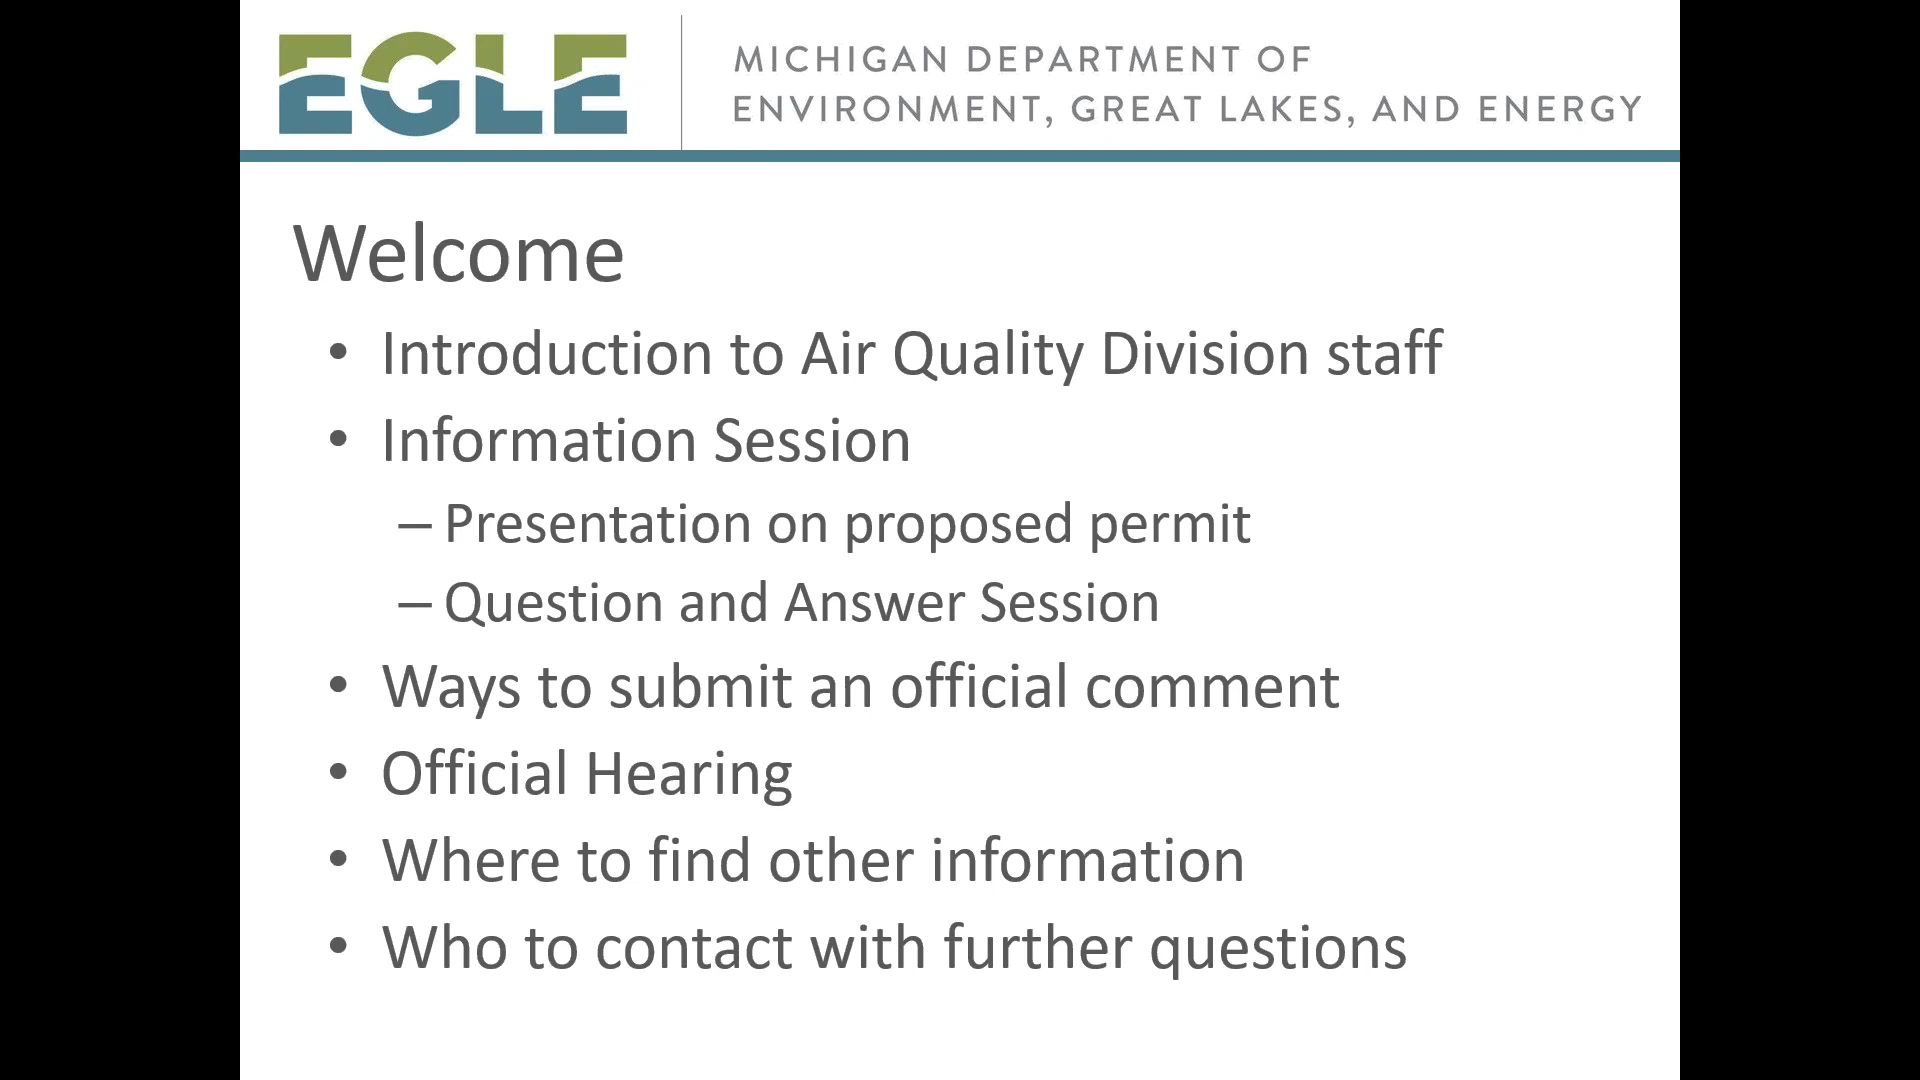 EGLE
MICHIGAN DEPARTMENT OF
ENVIRONMENT, GREAT LAKES, AND ENERGY
Welcome
• Introduction to Air Quality Division staff
• Information Session
– Presentation on proposed permit
– Question and Answer Session
• Ways to submit an official comment
• Official Hearing
• Where to find other information
• Who to contact with further questions